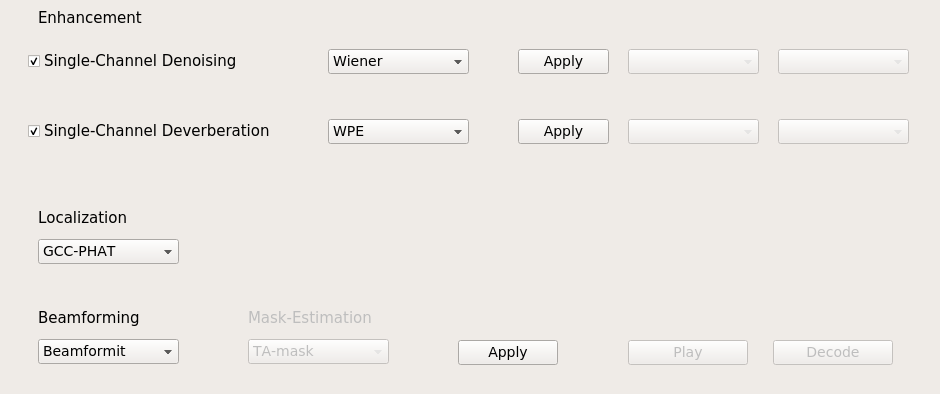 Enhancement
Single-Channel Denoising Wiener Apply
Single-Channel Deverberation WPE Apply
Localization
GCC-PHAT
Beamforming Mask-Estimation
Beamformit TA-mask Apply Play Decode